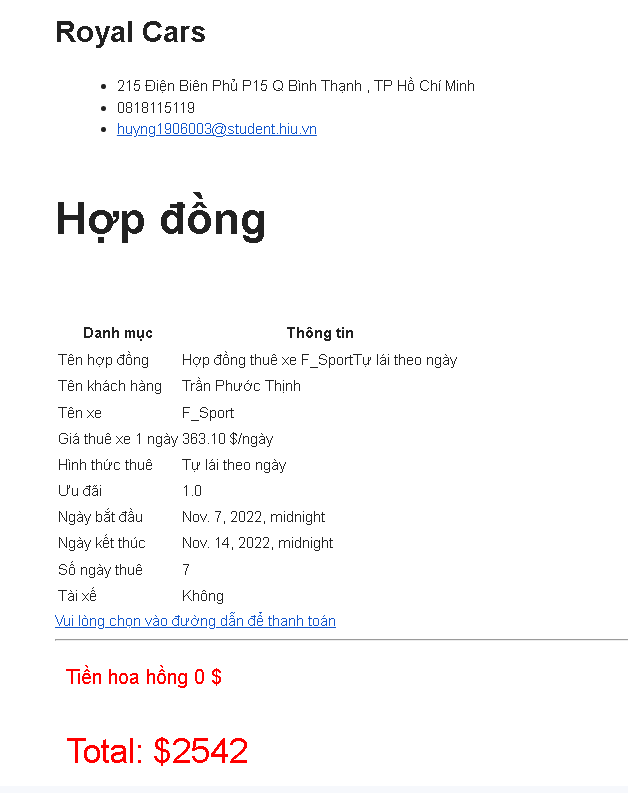 Royal Cars
215 Điện Biên Phủ P15 Q Bình Thạnh , TP Hồ Chí Minh
0818115119
huyng1906003@student.hiu.vn
Hợp đồng
Danh mục Thông tin
Tên hợp đồng Hợp đồng thuê xe F_SportTự lái theo ngày
Tên khách hàng Trần Phước Thịnh
Tên xe F_Sport
Giá thuê xe 1 ngày 363.10 $/ngày
Hình thức thuê Tự lái theo ngày
Ưu đãi 1.0
Ngày bắt đầu Nov. 7, 2022, midnight
Ngày kết thúc Nov. 14, 2022, midnight
Số ngày thuê 7
Tài xế Không
Vui lòng chọn vào đường dẫn để thanh toán
Tiền hoa hồng 0 $
Total: $2542